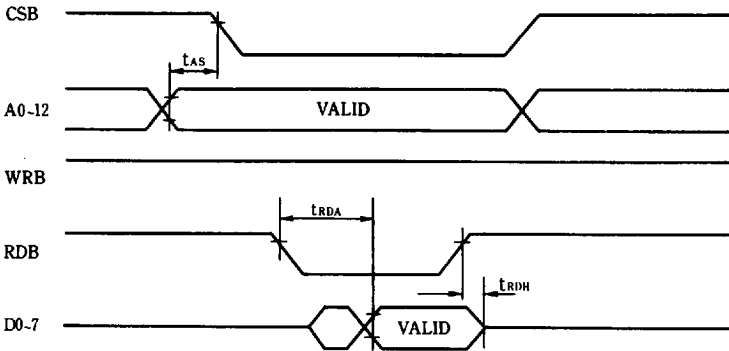 CSB
tAS
A0~12
VALID
WRB
tRDA
RDB
tRDH
D0~7
VALID